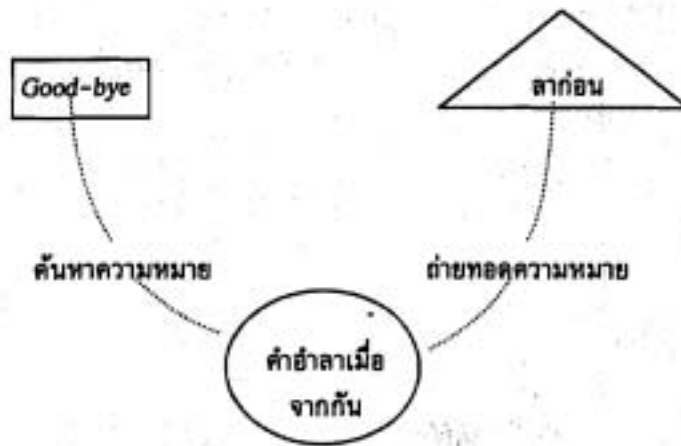 Good-bye
ลาก่อน
ค้นหาความหมาย
ถ่ายทอดความหมาย
คำอำลาเมื่อ
จากกัน